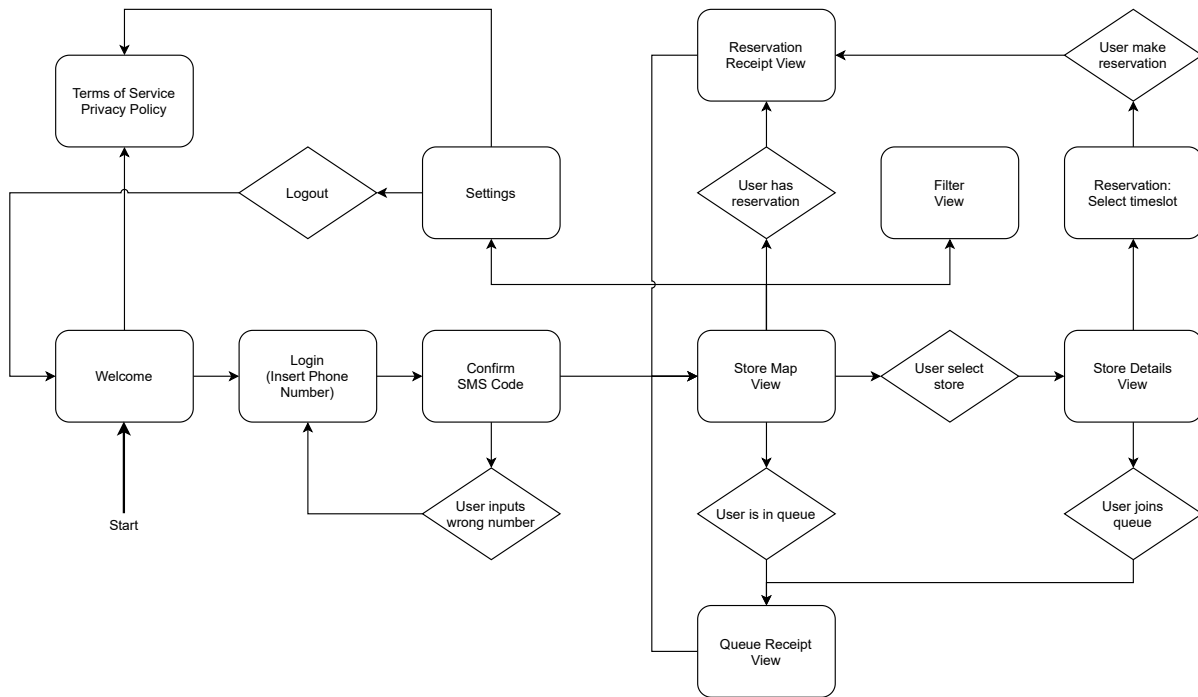 Reservation
Receipt View
User make
reservation
Terms of Service
Privacy Policy
Logout
Settings
User has
reservation
Filter
View
Reservation:
Select timeslot
Welcome
Login
(Insert Phone
Number)
Confirm
SMS Code
Store Map
View
User select
store
Store Details
View
Start
User inputs
wrong number
User is in queue
User joins
queue
Queue Receipt
View